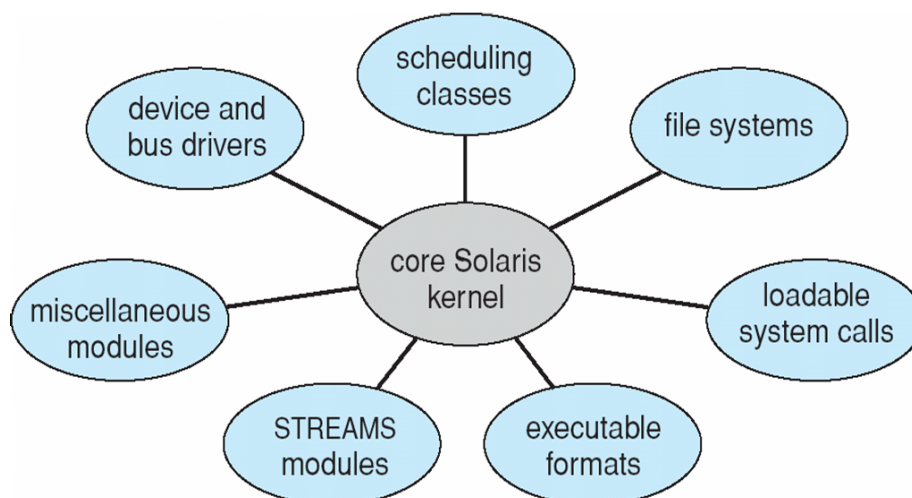 scheduling
classes
device and
bus drivers
file systems
core Solaris
kernel
miscellaneous
modules
loadable
system calls
STREAMS
modules
executable
formats